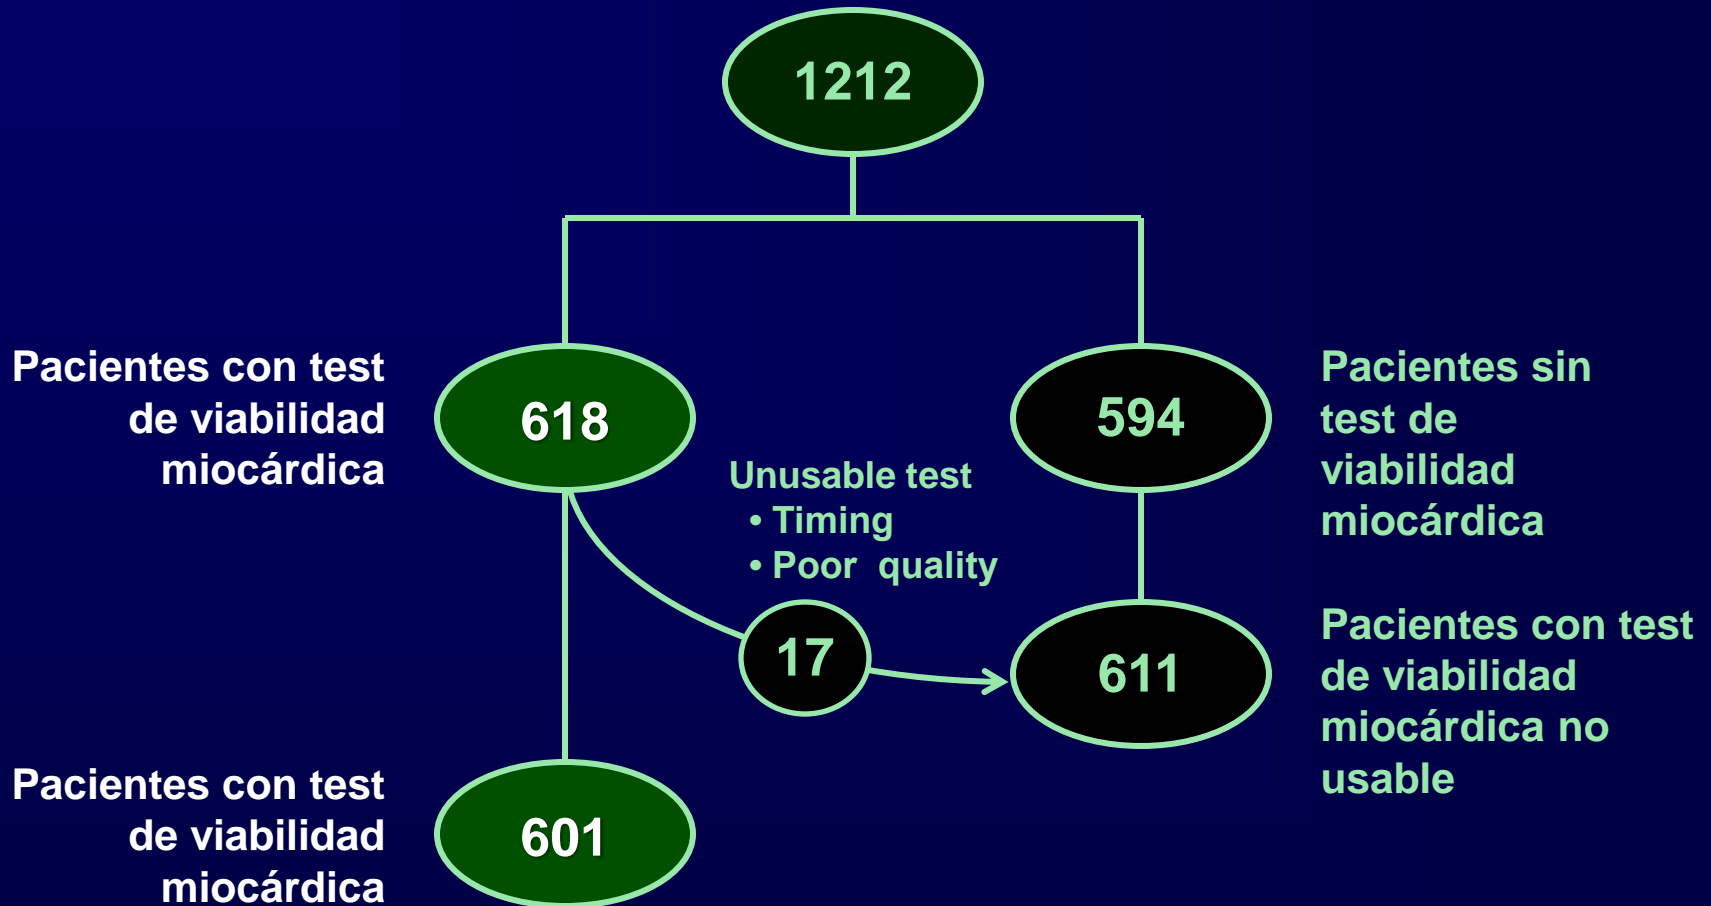 1212
Pacientes con test
de viabilidad
miocárdica
618
594
Pacientes sin
test de
viabilidad
miocárdica
Unusable test
• Timing
• Poor quality
17
611
Pacientes con test
de viabilidad
miocárdica no
usable
Pacientes con test
de viabilidad
miocárdica
601